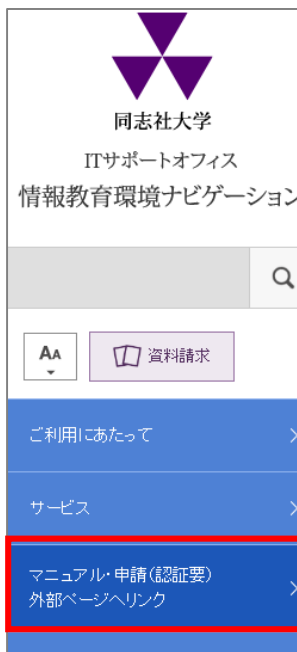 同志社大学
ITサポートオフィス
情報教育環境ナビゲーション
AA
資料請求
ご利用にあたって
サービス
マニュアル・申請(認証要)
外部ページへリンク